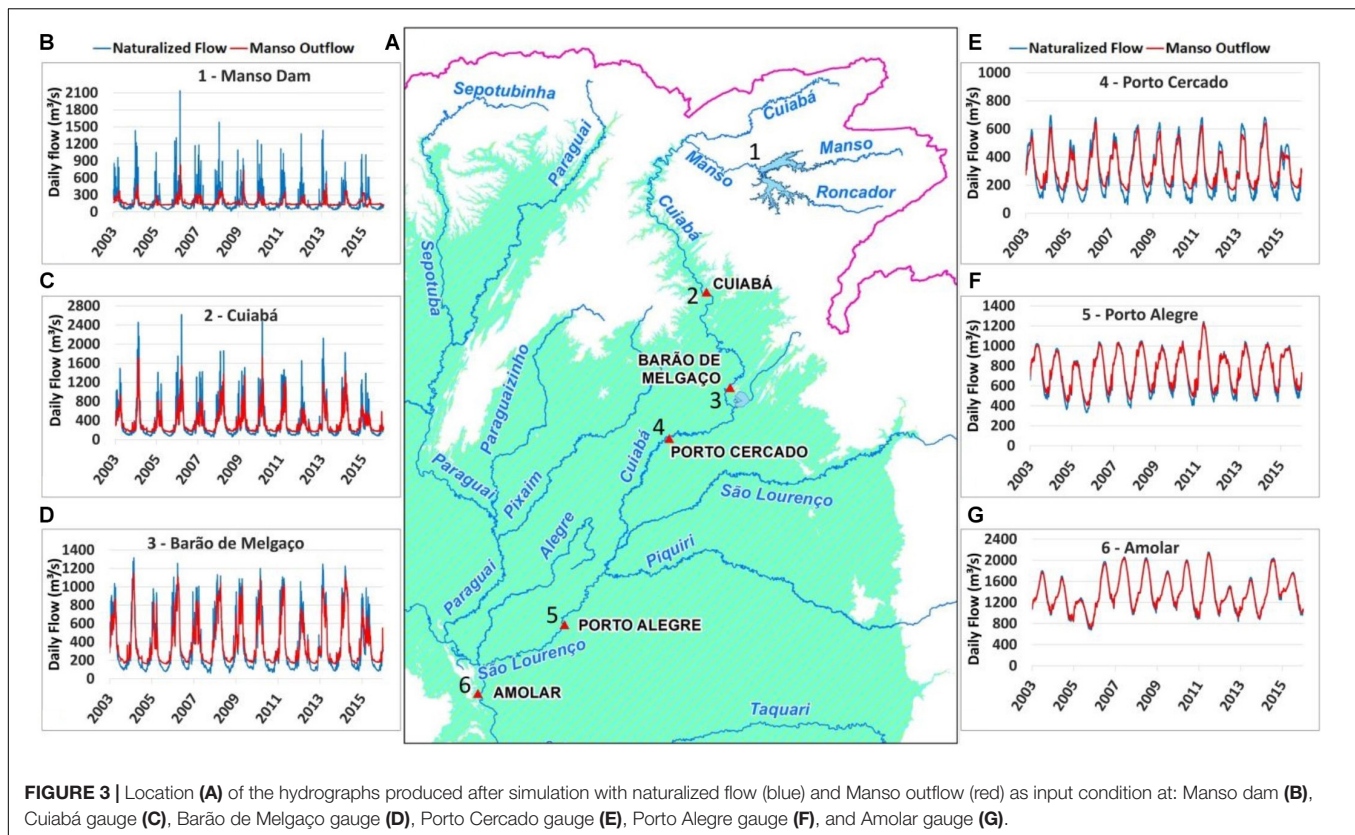 B
Naturalized Flow
Manso Outflow
1 - Manso Dam
Daily flow (m³/s)
2100
1800
1500
1200
900
600
300
0
2003
2005
2007
2009
2011
2013
2015
C
2 - Cuiabá
Daily Flow (m³/s)
2800
2400
2000
1600
1200
800
400
0
2003
2005
2007
2009
2011
2013
2015
D
3 - Barão de Melgaço
Daily Flow (m³/s)
1400
1200
1000
800
600
400
200
0
2003
2005
2007
2009
2011
2013
2015
A
Sepotubinha
Paraguai
Cuiabá
1
Manso
Manso
Roncador
Cuiabá
Sepotuba
2
CUIABÁ
BARÃO DE
MELGAÇO
3
Paraguaizinho
4
PORTO CERCADO
Cuiabá
Paraguai
Pixaim
São Lourenço
Alegre
Piquiri
Paraguai
5
PORTO ALEGRE
São Lourenço
6
AMOLAR
Taquari
E
Naturalized Flow
Manso Outflow
4 - Porto Cercado
Daily Flow (m³/s)
1000
800
600
400
200
0
2003
2005
2007
2009
2011
2013
2015
F
5 - Porto Alegre
Daily Flow (m³/s)
1400
1200
1000
800
600
400
200
0
2003
2005
2007
2009
2011
2013
2015
G
6 - Amolar
Daily Flow (m³/s)
2400
2000
1600
1200
800
400
0
2003
2005
2007
2009
2011
2013
2015
FIGURE 3 | Location (A) of the hydrographs produced after simulation with naturalized flow (blue) and Manso outflow (red) as input condition at: Manso dam (B),
Cuiabá gauge (C), Barão de Melgaço gauge (D), Porto Cercado gauge (E), Porto Alegre gauge (F), and Amolar gauge (G).